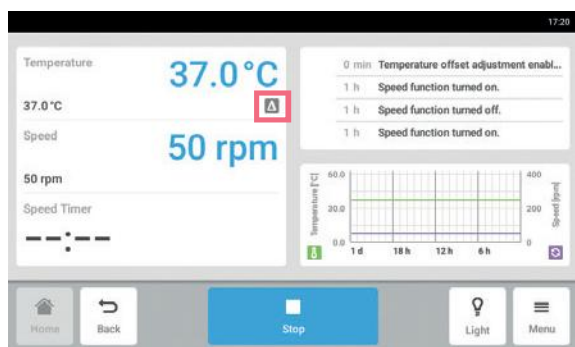 17:20
Temperature
37.0°C
37.0°C
Δ
Speed
50 rpm
50 rpm
Speed Timer
--:--
0 min Temperature offset adjustment enabl...
1 h Speed function turned on.
1 h Speed function turned off.
1 h Speed function turned on.
Temperature [°C]
60.0
30.0
0.0
1 d 18 h 12 h 6 h
400
200
0
Speed [rpm]
Home
Back
Stop
Light
Menu